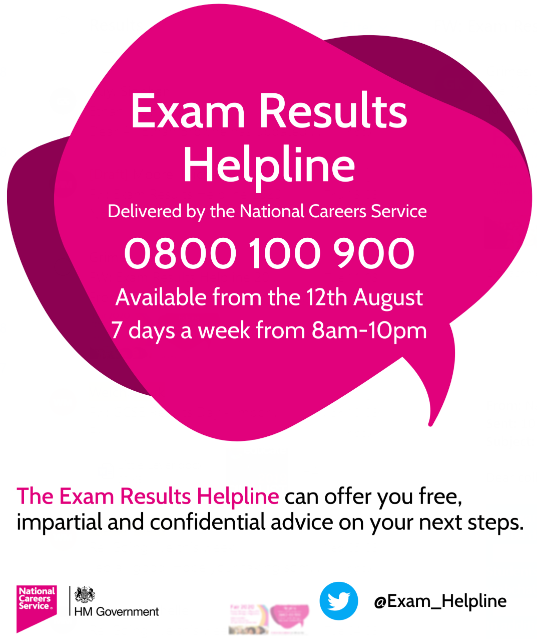 Exam Results
Helpline
Delivered by the National Careers Service
0800 100 900
Available from the 12th August
7 days a week from 8am-10pm
The Exam Results Helpline can offer you free,
impartial and confidential advice on your next steps.
National
Careers
Service
HM Government
@Exam_Helpline